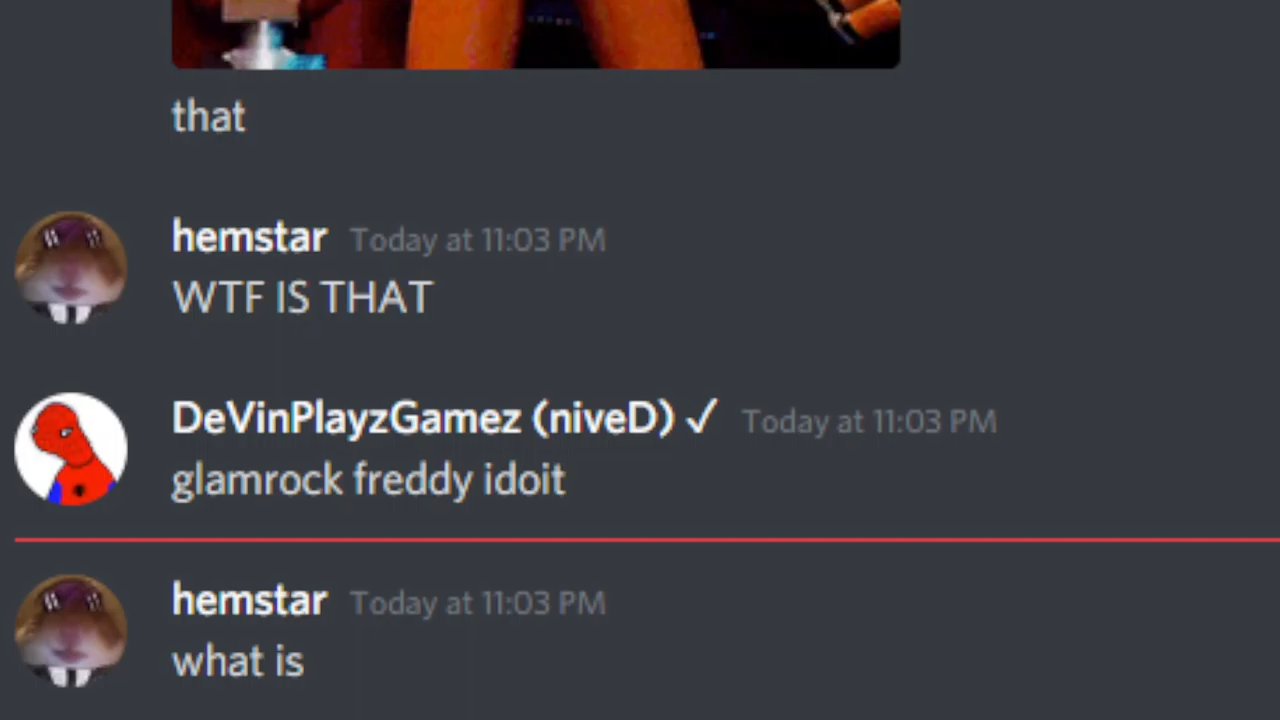 that
hemstar Today at 11:03 PM
WTF IS THAT
DeVinPlayzGamez (niveD) ✓ Today at 11:03 PM
glamrock freddy idoit
hemstar Today at 11:03 PM
what is